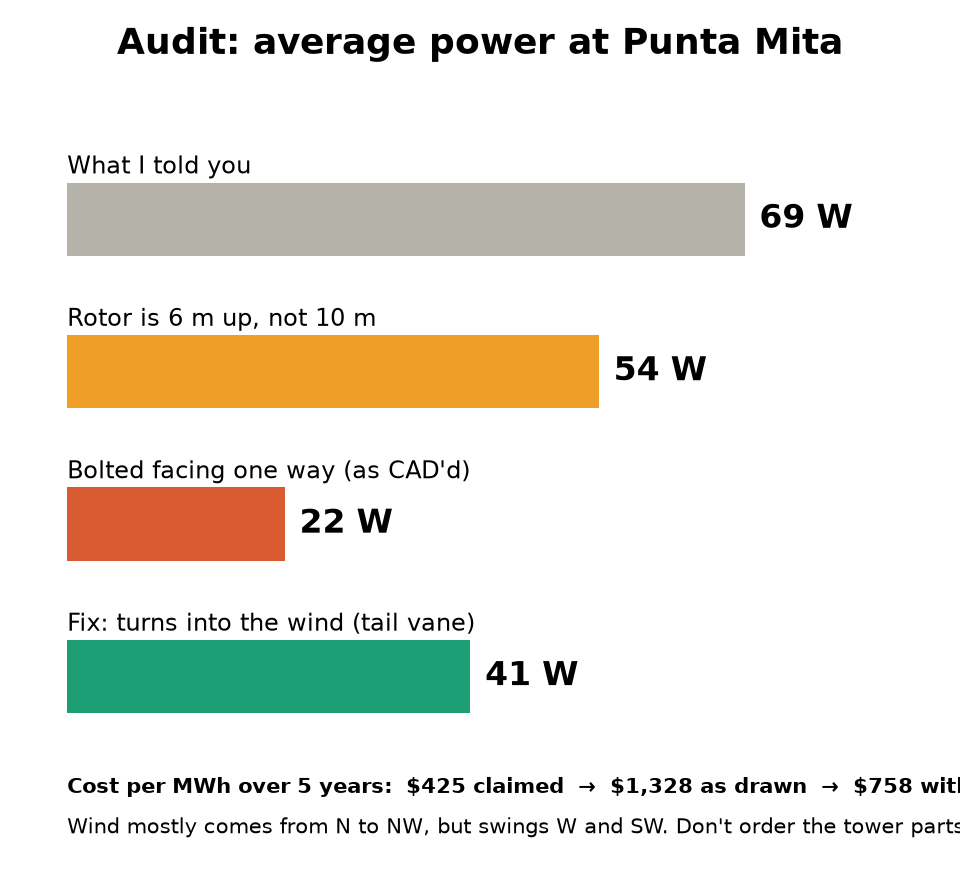 Audit: average power at Punta Mita
What I told you
69 W
Rotor is 6 m up, not 10 m
54 W
Bolted facing one way (as CAD'd)
22 W
Fix: turns into the wind (tail vane)
41 W
Cost per MWh over 5 years:  $425 claimed  →  $1,328 as drawn  →  $758
Wind mostly comes from N to NW, but swings W and SW. Don't order the tower parts